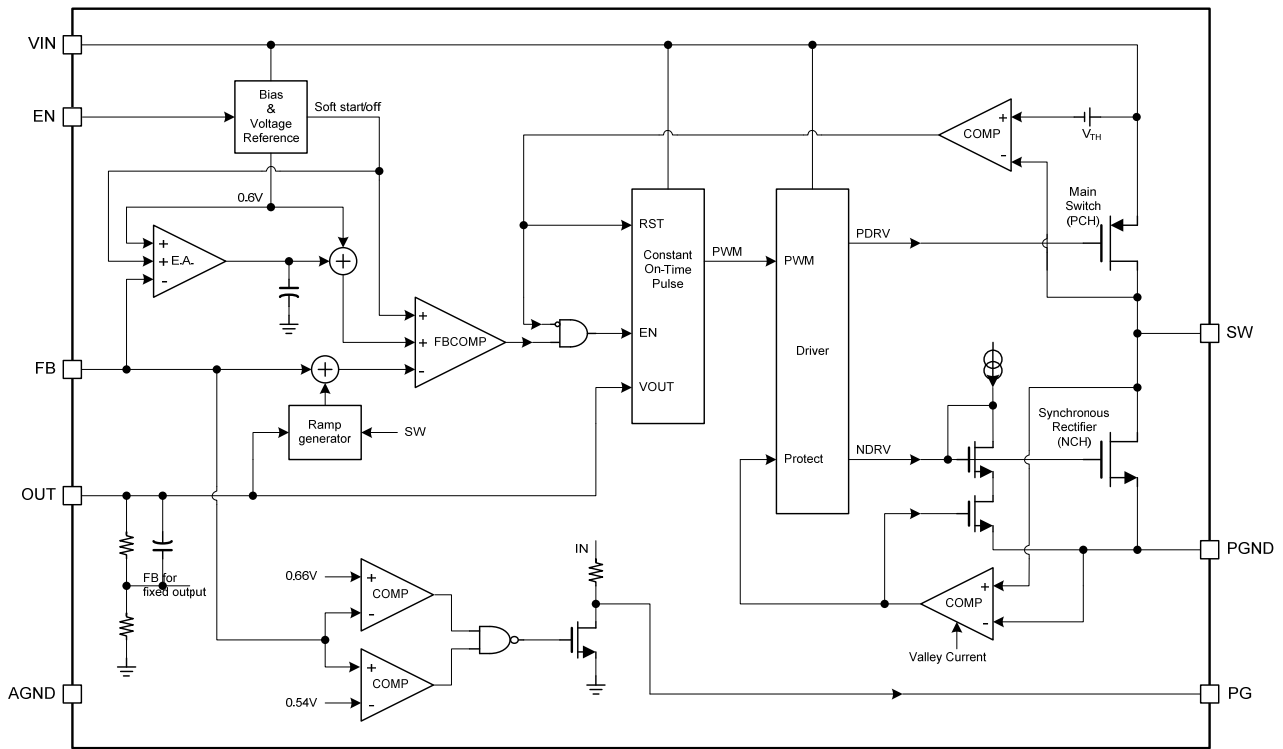 VIN
EN
Bias
&
Voltage
Reference
Soft start/off
0.6V
+
+ E.A.
-
+
+
+
-
FBCOMP
FB
+
Ramp
generator
SW
OUT
FB for
fixed output
AGND
0.66V
+
-
COMP
+
-
COMP
0.54V
IN
RST
Constant
On-Time
Pulse
EN
VOUT
PWM
PWM
Driver
Protect
PDRV
NDRV
+
-
COMP
VTH
Main
Switch
(PCH)
SW
Synchronous
Rectifier
(NCH)
PGND
+
-
COMP
Valley Current
PG